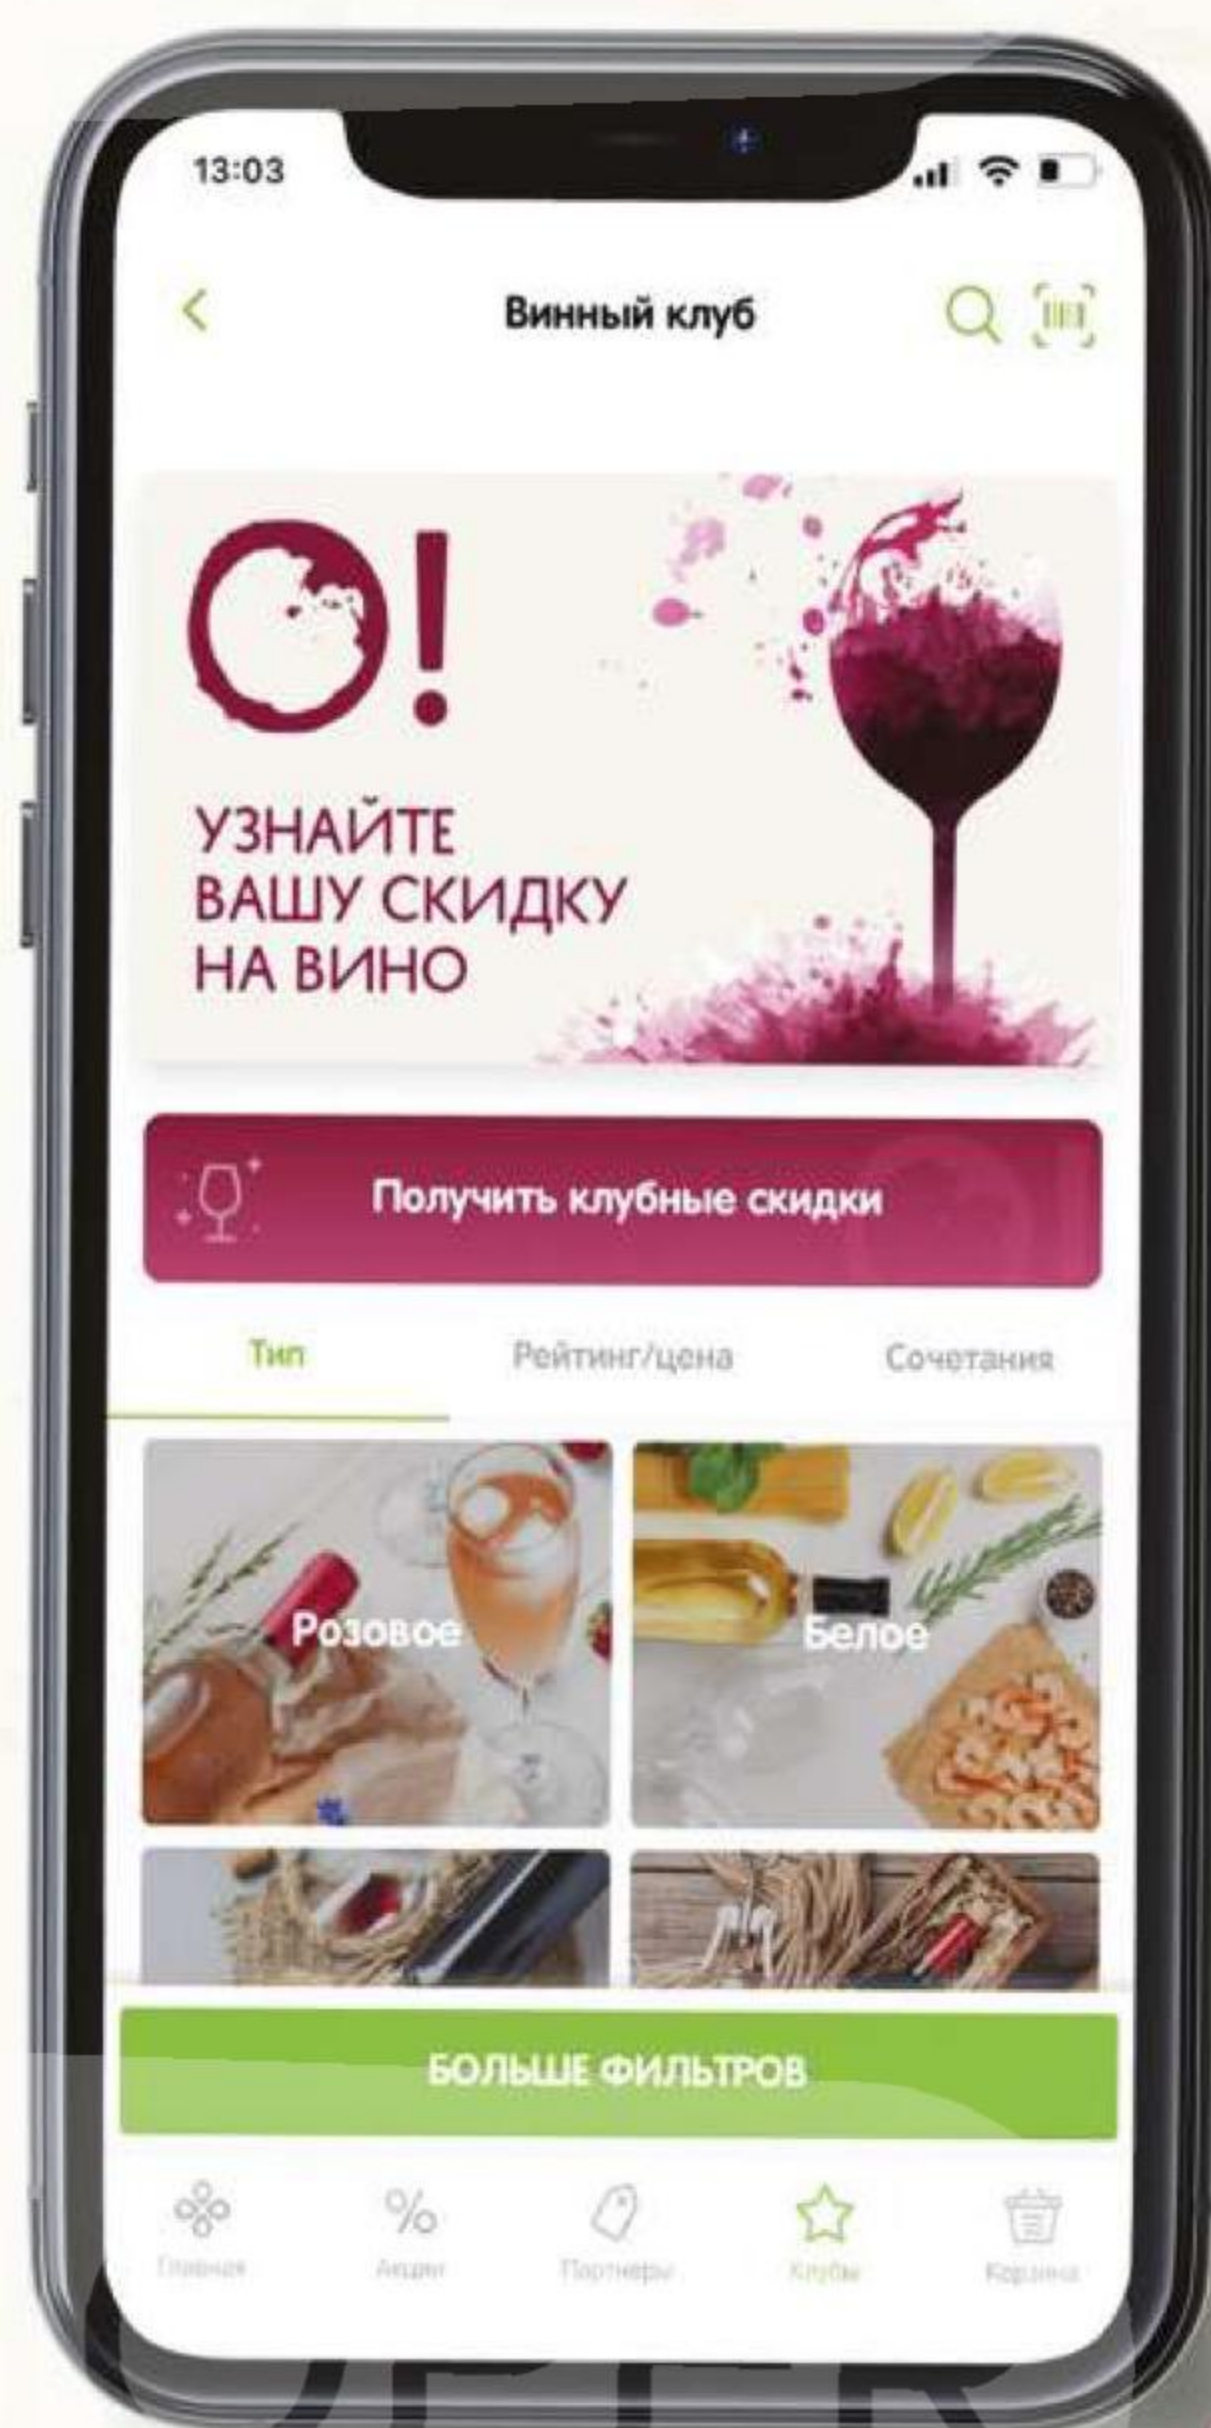 13:03
Винный клуб
О!
УЗНАЙТЕ
ВАШУ СКИДКУ
НА ВИНО
Получить клубные скидки
Тип
Рейтинг/цена
Сочетания
Розовое
Белое
БОЛЬШЕ ФИЛЬТРОВ
Главная
Акции
Партнеры
Клубы
Корзина